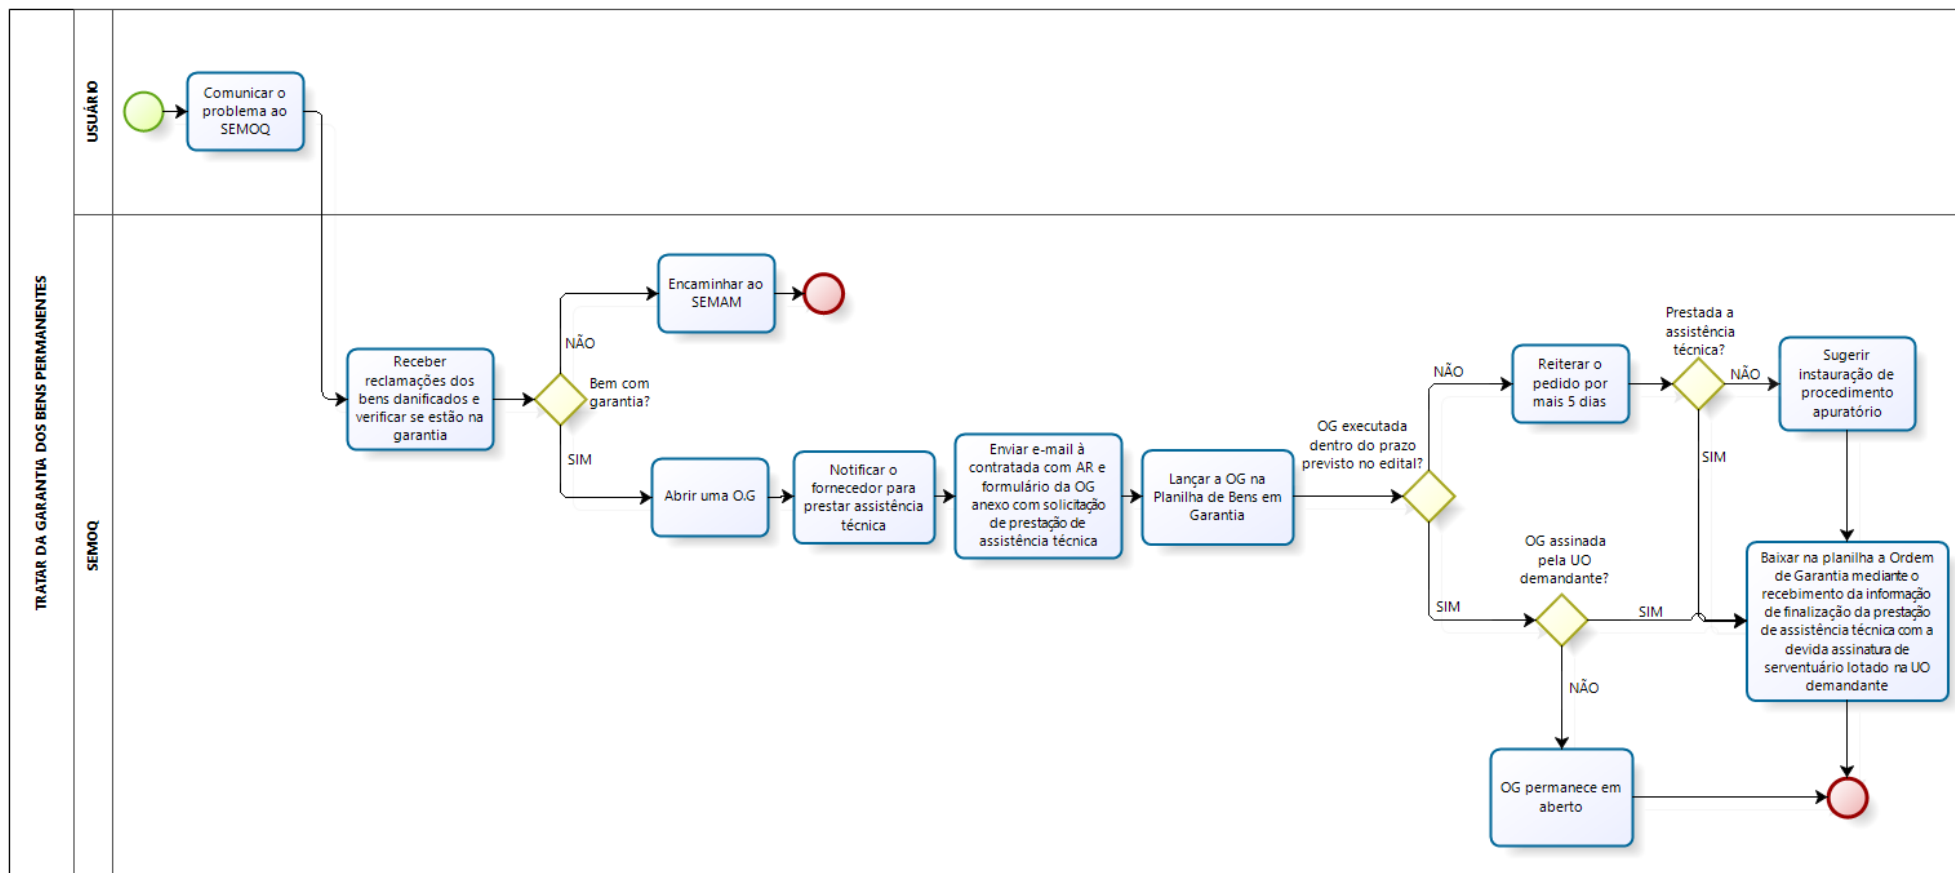 TRATAR DA GARANTIA DOS BENS PERMANENTES
USUÁRIO
Comunicar o
problema ao
SEMOQ
SEMOQ
Receber
reclamações dos
bens danificados e
verificar se estão na
garantia
Bem com
garantia?
NÃO
Encaminhar ao
SEMAM
SIM
Abrir uma O.G
Notificar o
fornecedor para
prestar assistência
técnica
Enviar e-mail à
contratada com AR e
formulário da OG
anexo com solicitação
de prestação de
assistência técnica
Lançar a OG na
Planilha de Bens em
Garantia
OG executada
dentro do prazo
previsto no edital?
NÃO
Reiterar o
pedido por
mais 5 dias
Prestada a
assistência
técnica?
NÃO
Sugerir
instauração de
procedimento
apuratório
SIM
SIM
OG assinada
pela UO
demandante?
SIM
Baixar na planilha a Ordem
de Garantia mediante o
recebimento da informação
de finalização da prestação
de assistência técnica com a
devida assinatura de
serventuário lotado na UO
demandante
NÃO
OG permanece em
aberto